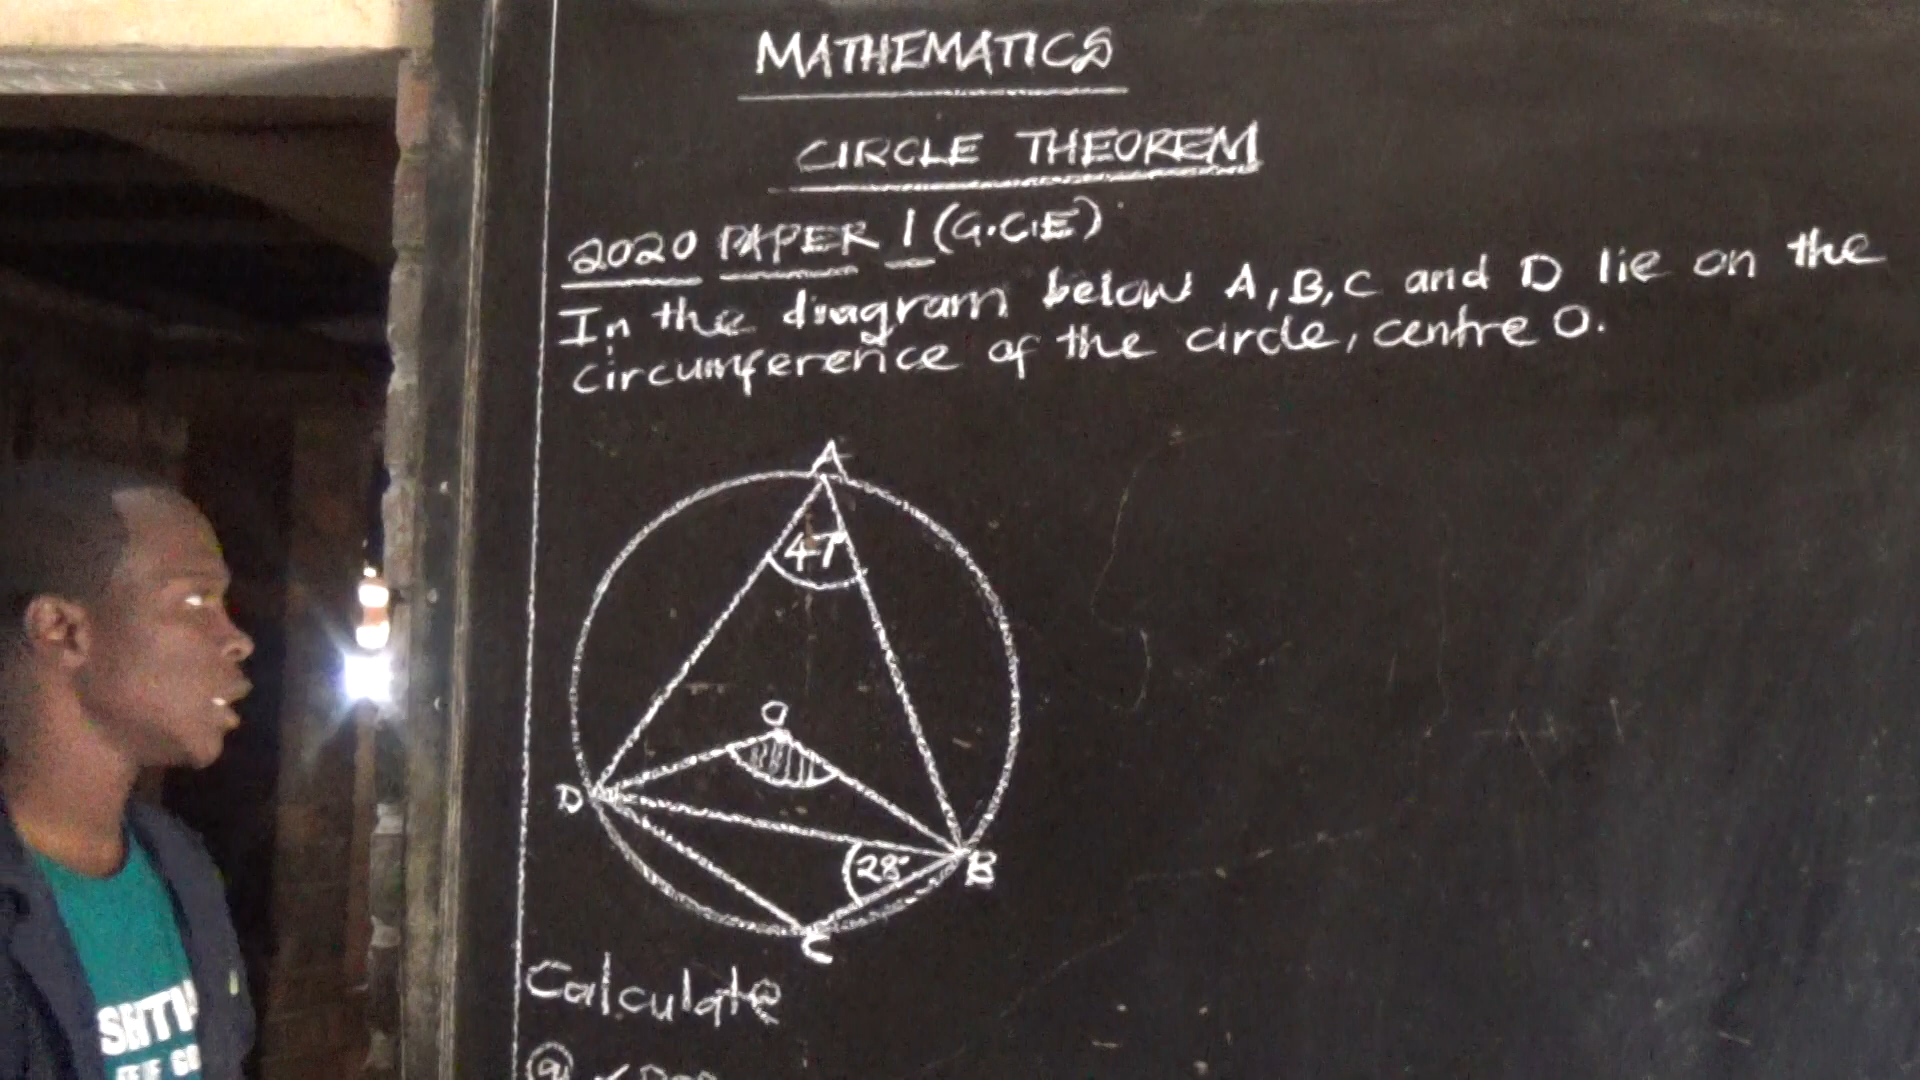 MATHEMATICS
CIRCLE THEOREM
2020 PAPER 1 (G.C.E)
In the diagram below A, B, C and D lie on the
circumference of the circle, centre O.
A
47°
O
D
28°
B
C
Calculate
(a)
SHTI